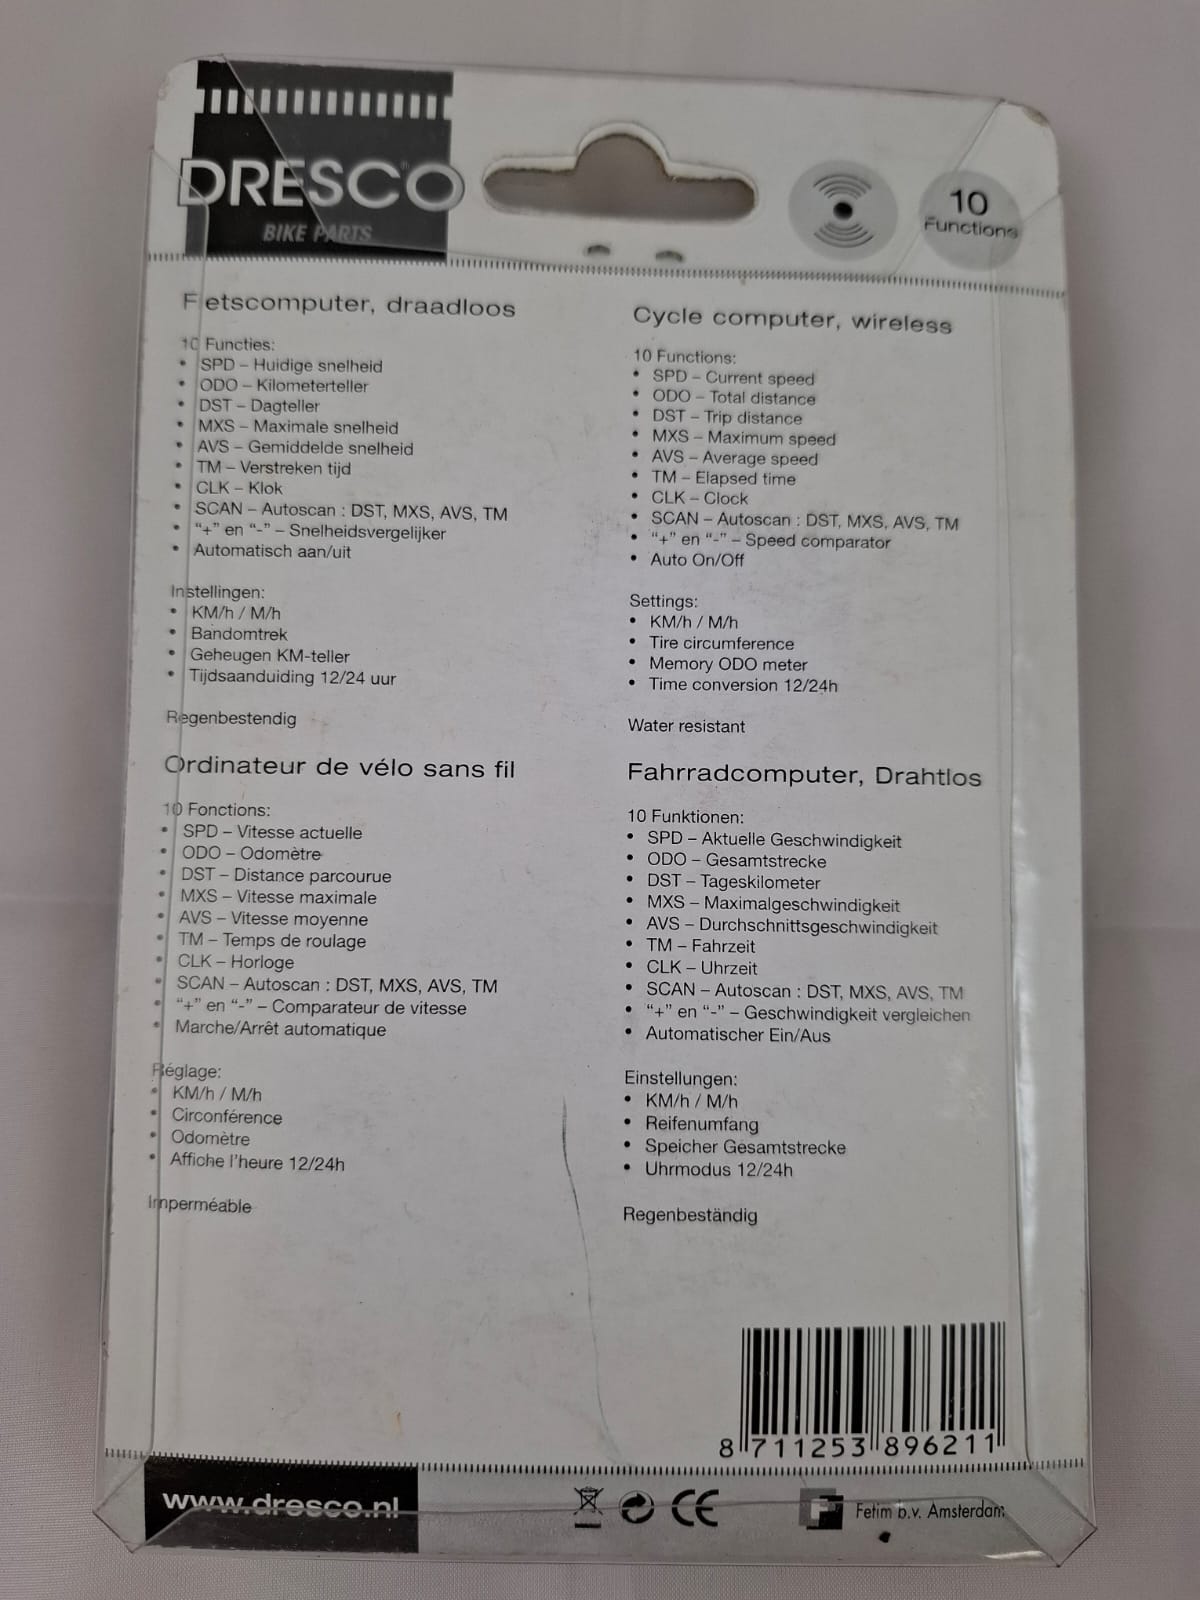 DRESCO®
BIKE PARTS
10
Functions
Fietscomputer, draadloos
10 Functies:
• SPD – Huidige snelheid
• ODO – Kilometerteller
• DST – Dagteller
• MXS – Maximale snelheid
• AVS – Gemiddelde snelheid
• TM – Verstreken tijd
• CLK – Klok
• SCAN – Autoscan : DST, MXS, AVS, TM
• "+" en "-" – Snelheidsvergelijker
• Automatisch aan/uit
Instellingen:
• KM/h / M/h
• Bandomtrek
• Geheugen KM-teller
• Tijdsaanduiding 12/24 uur
Regenbestendig
Cycle computer, wireless
10 Functions:
• SPD – Current speed
• ODO – Total distance
• DST – Trip distance
• MXS – Maximum speed
• AVS – Average speed
• TM – Elapsed time
• CLK – Clock
• SCAN – Autoscan : DST, MXS, AVS, TM
• "+" en "-" – Speed comparator
• Auto On/Off
Settings:
• KM/h / M/h
• Tire circumference
• Memory ODO meter
• Time conversion 12/24h
Water resistant
Ordinateur de vélo sans fil
10 Fonctions:
• SPD – Vitesse actuelle
• ODO – Odomètre
• DST – Distance parcourue
• MXS – Vitesse maximale
• AVS – Vitesse moyenne
• TM – Temps de roulage
• CLK – Horloge
• SCAN – Autoscan : DST, MXS, AVS, TM
• "+" en "-" – Comparateur de vitesse
• Marche/Arrêt automatique
Réglage:
• KM/h / M/h
• Circonférence
• Odomètre
• Affiche l'heure 12/24h
Imperméable
Fahrradcomputer, Drahtlos
10 Funktionen:
• SPD – Aktuelle Geschwindigkeit
• ODO – Gesamtstrecke
• DST – Tageskilometer
• MXS – Maximalgeschwindigkeit
• AVS – Durchschnittsgeschwindigkeit
• TM – Fahrzeit
• CLK – Uhrzeit
• SCAN – Autoscan : DST, MXS, AVS, TM
• "+" en "-" – Geschwindigkeit vergleichen
• Automatischer Ein/Aus
Einstellungen:
• KM/h / M/h
• Reifenumfang
• Speicher Gesamtstrecke
• Uhrmodus 12/24h
Regenbeständig
8 711253 896211
www.dresco.nl
CE
F
Fetim b.v. Amsterdam